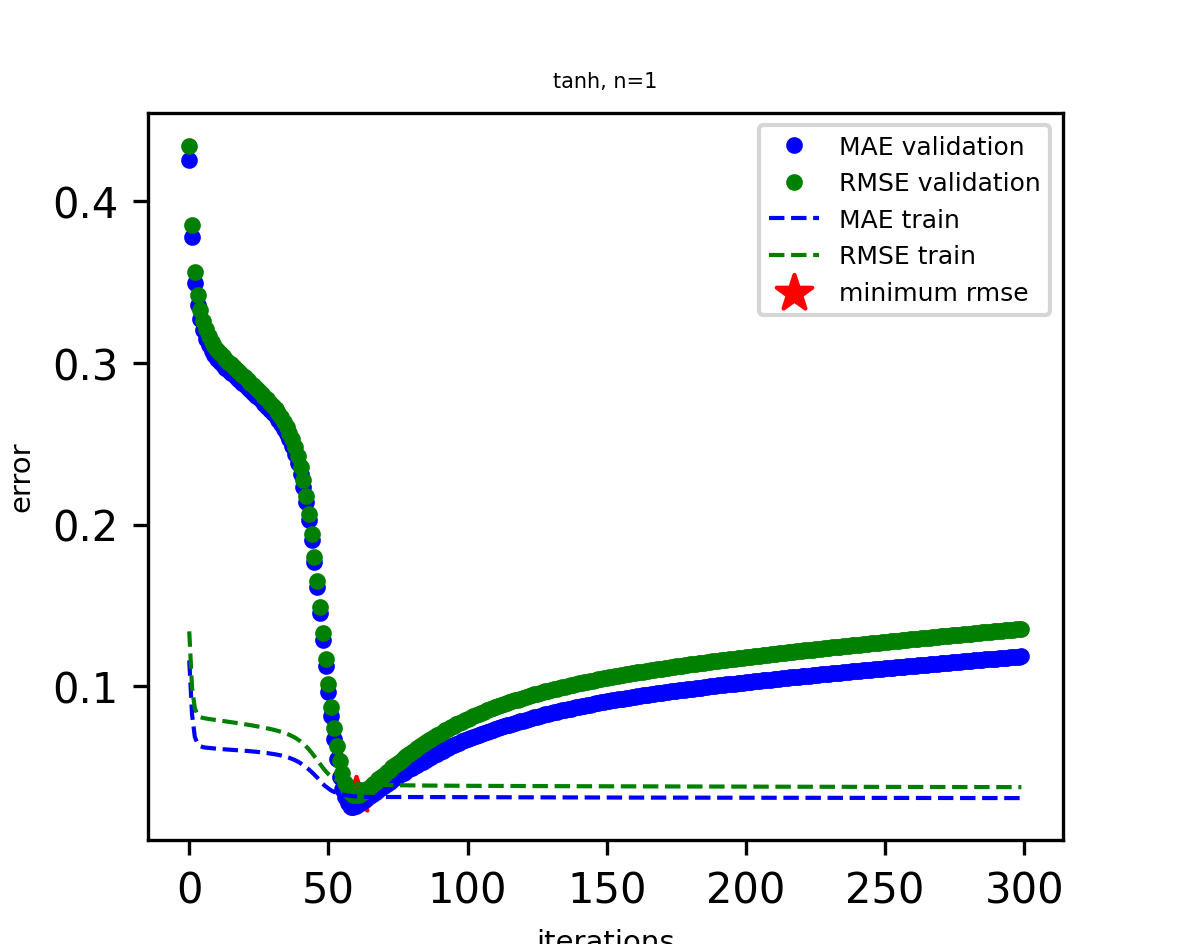 tanh, n=1
MAE validation
RMSE validation
MAE train
RMSE train
minimum rmse
error
0.4
0.3
0.2
0.1
0 50 100 150 200 250 300
iterations